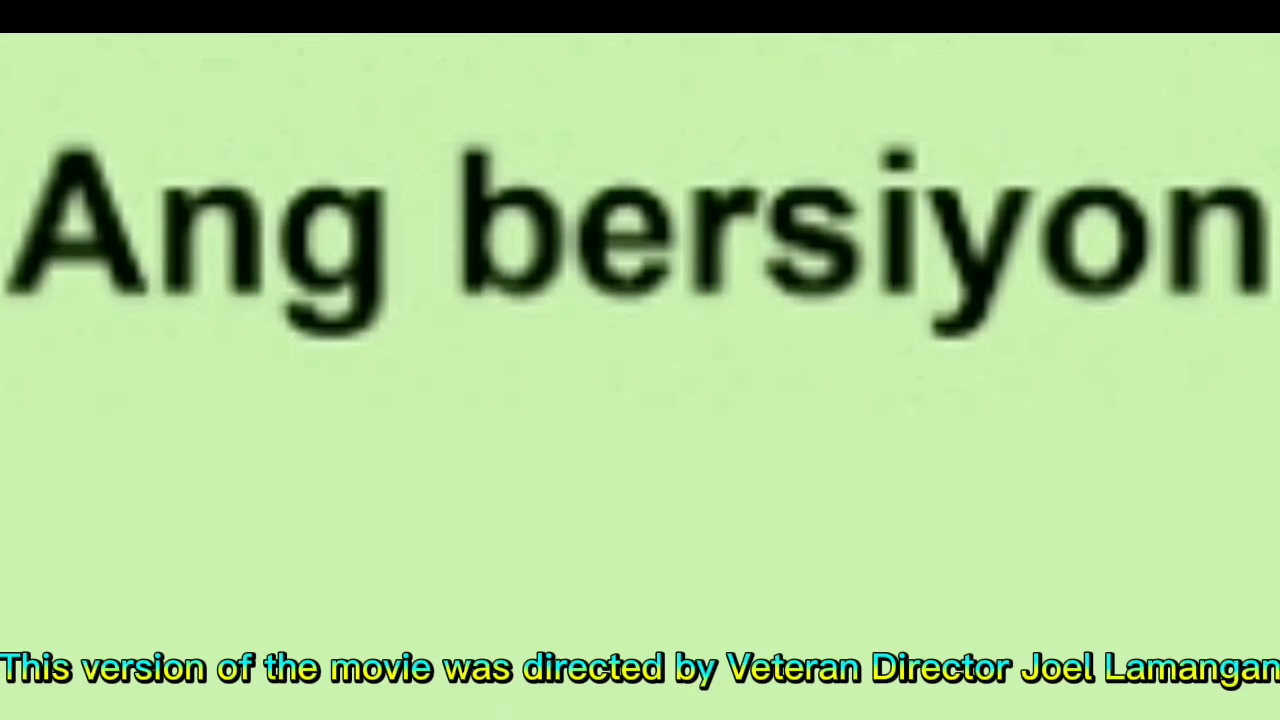 Ang bersiyon
This version of the movie was directed by Veteran Director Joel Lamangan